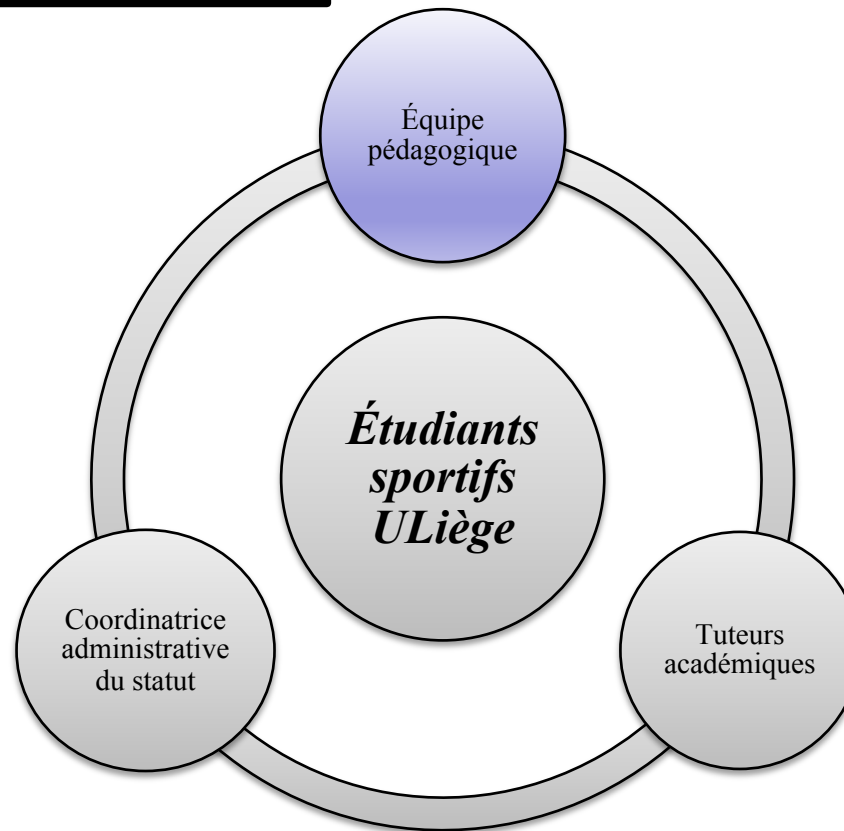 Équipe
pédagogique
Étudiants
sportifs
ULiège
Coordinatrice
administrative
du statut
Tuteurs
académiques